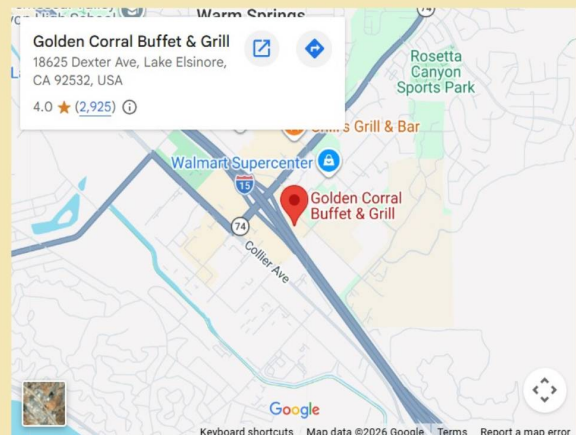 Warm Springs
Golden Corral Buffet & Grill
18625 Dexter Ave, Lake Elsinore,
CA 92532, USA
4.0 ★ (2,925)
74
Rosetta
Canyon
Sports Park
Chili's Grill & Bar
Walmart Supercenter
15
Golden Corral
Buffet & Grill
74
Collier Ave
Google
Keyboard shortcuts Map data ©2026 Google Terms Report a map error